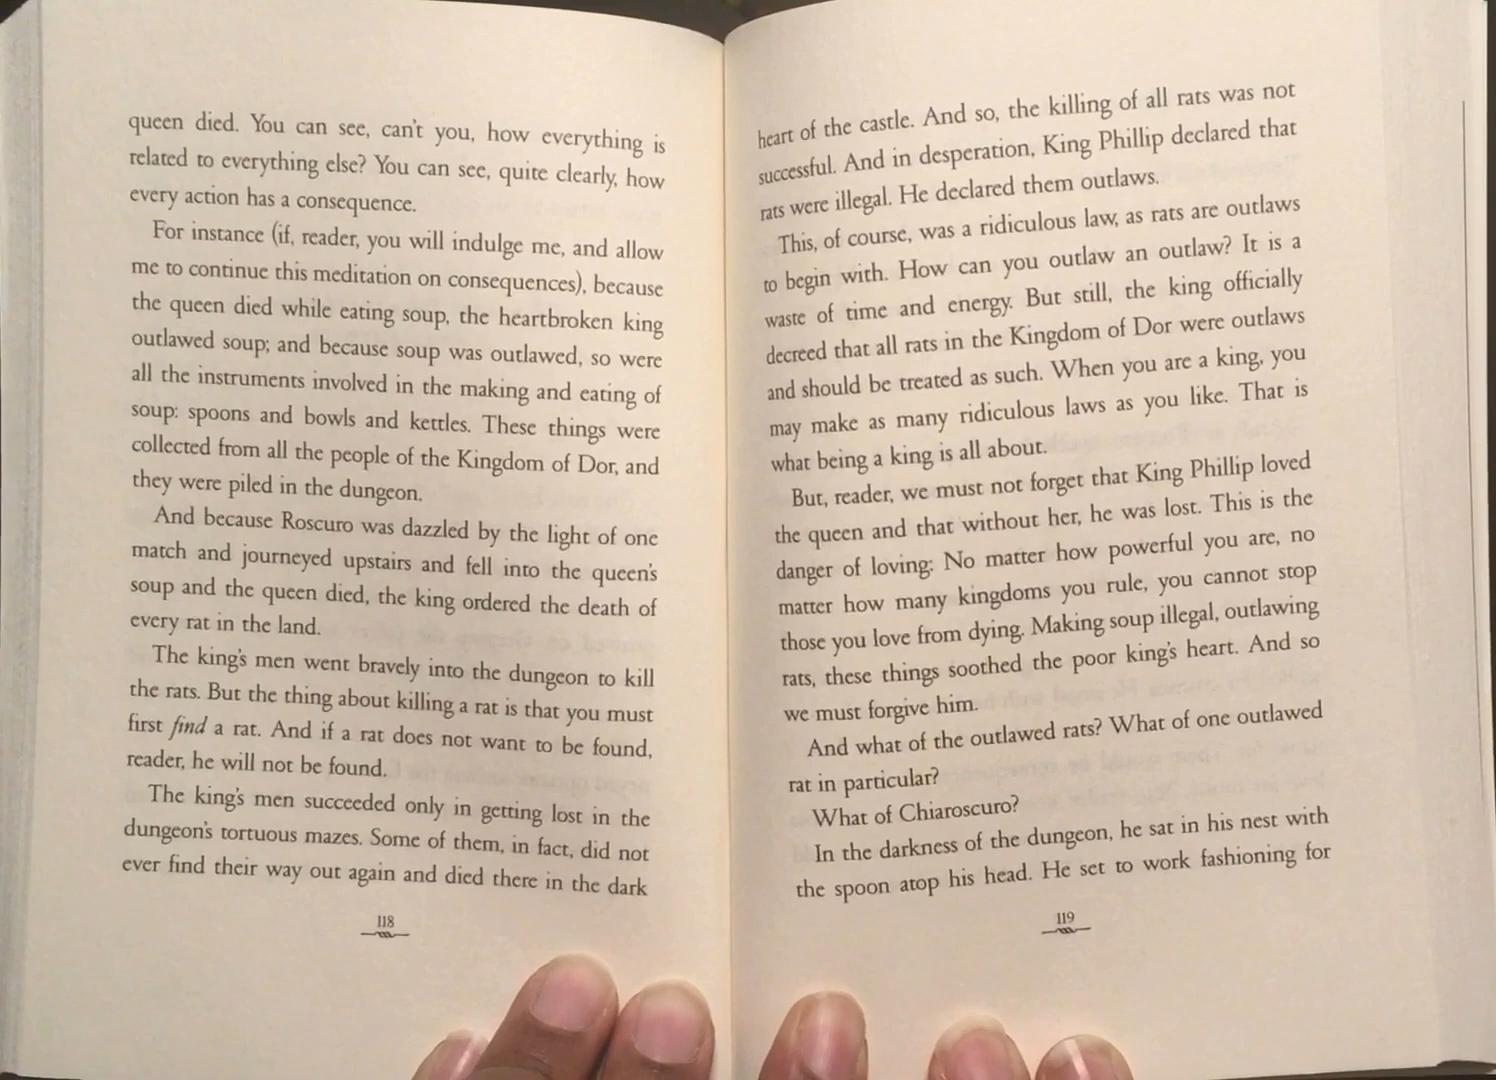 queen died. You can see, can't you, how everything is
related to everything else? You can see, quite clearly, how
every action has a consequence.
For instance (if, reader, you will indulge me, and allow
me to continue this meditation on consequences), because
the queen died while eating soup, the heartbroken king
outlawed soup; and because soup was outlawed, so were
all the instruments involved in the making and eating of
soup: spoons and bowls and kettles. These things were
collected from all the people of the Kingdom of Dor, and
they were piled in the dungeon.
And because Roscuro was dazzled by the light of one
match and journeyed upstairs and fell into the queen's
soup and the queen died, the king ordered the death of
every rat in the land.
The king's men went bravely into the dungeon to kill
the rats. But the thing about killing a rat is that you must
first find a rat. And if a rat does not want to be found,
reader, he will not be found.
The king's men succeeded only in getting lost in the
dungeon's tortuous mazes. Some of them, in fact, did not
ever find their way out again and died there in the dark
118
heart of the castle. And so, the killing of all rats was not
successful. And in desperation, King Phillip declared that
rats were illegal. He declared them outlaws.
This, of course, was a ridiculous law, as rats are outlaws
to begin with. How can you outlaw an outlaw? It is a
waste of time and energy. But still, the king officially
decreed that all rats in the Kingdom of Dor were outlaws
and should be treated as such. When you are a king, you
may make as many ridiculous laws as you like. That is
what being a king is all about.
But, reader, we must not forget that King Phillip loved
the queen and that without her, he was lost. This is the
danger of loving: No matter how powerful you are, no
matter how many kingdoms you rule, you cannot stop
those you love from dying. Making soup illegal, outlawing
rats, these things soothed the poor king's heart. And so
we must forgive him.
And what of the outlawed rats? What of one outlawed
rat in particular?
What of Chiaroscuro?
In the darkness of the dungeon, he sat in his nest with
the spoon atop his head. He set to work fashioning for
119